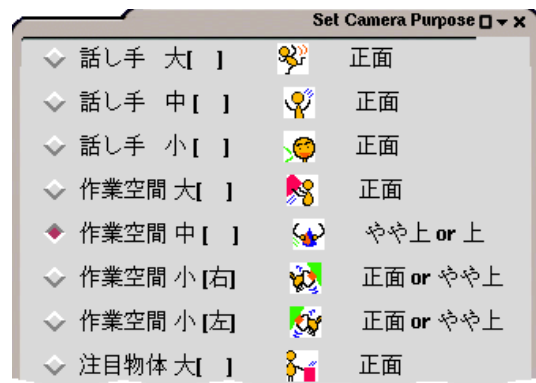 Set Camera Purpose
話し手 大[ ] 正面
話し手 中[ ] 正面
話し手 小[ ] 正面
作業空間 大[ ] 正面
作業空間 中[ ] やや上 or 上
作業空間 小[右] 正面 or やや上
作業空間 小[左] 正面 or やや上
注目物体 大[ ] 正面